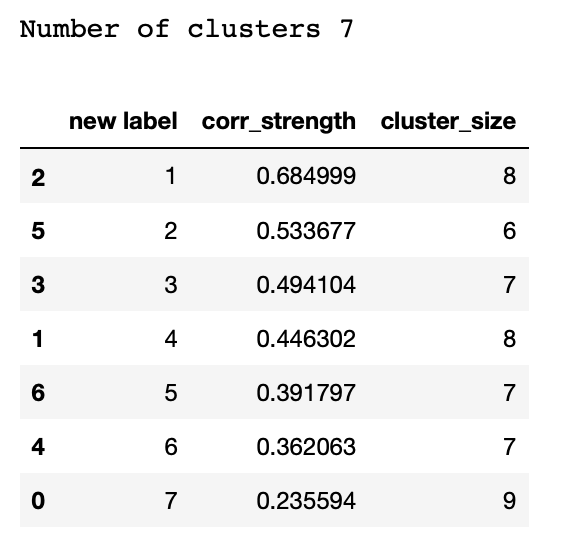 Number of clusters 7
new label corr_strength cluster_size
2 1 0.684999 8
5 2 0.533677 6
3 3 0.494104 7
1 4 0.446302 8
6 5 0.391797 7
4 6 0.362063 7
0 7 0.235594 9